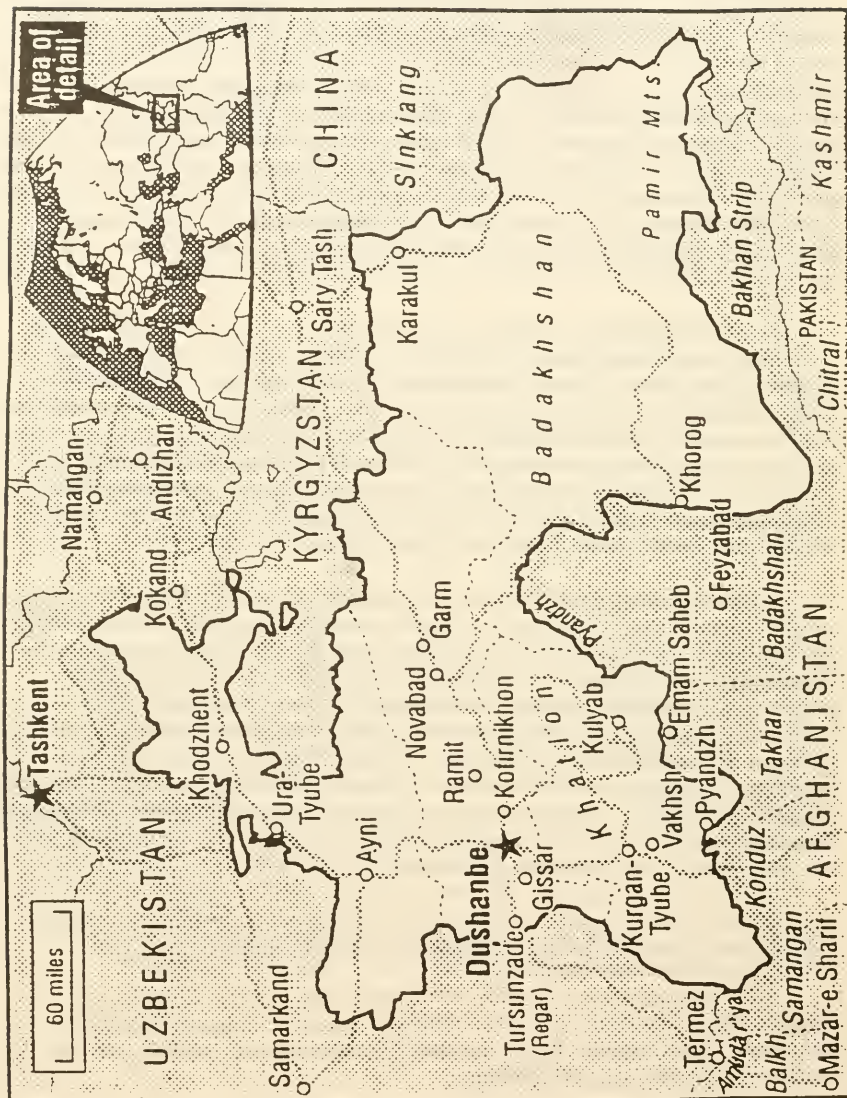 60 miles
Area of
detail
Tashkent
Namangan
UZBEKISTAN
Kokand
Andizhan
Khodzhent
Samarkand
Ura-
Tyube
KYRGYZSTAN
Sary Tash
CHINA
Ayni
Karakul
Sinkiang
Novabad
Garm
Ramit
Dushanbe
Kofirnikhon
Tursunzade
(Regar)
Gissar
Badakhshan
Pyandzh
Khatlon
Kulyab
Kurgan-
Tyube
Vakhsh
Pyandzh
Emam Saheb
Khorog
Pamir Mts.
Feyzabad
Bakhan Strip
Termez
Amudar'ya
Balkh
Samangan
Konduz
Takhar
Badakhshan
Mazar-e Sharif
AFGHANISTAN
Chitral
PAKISTAN
Kashmir